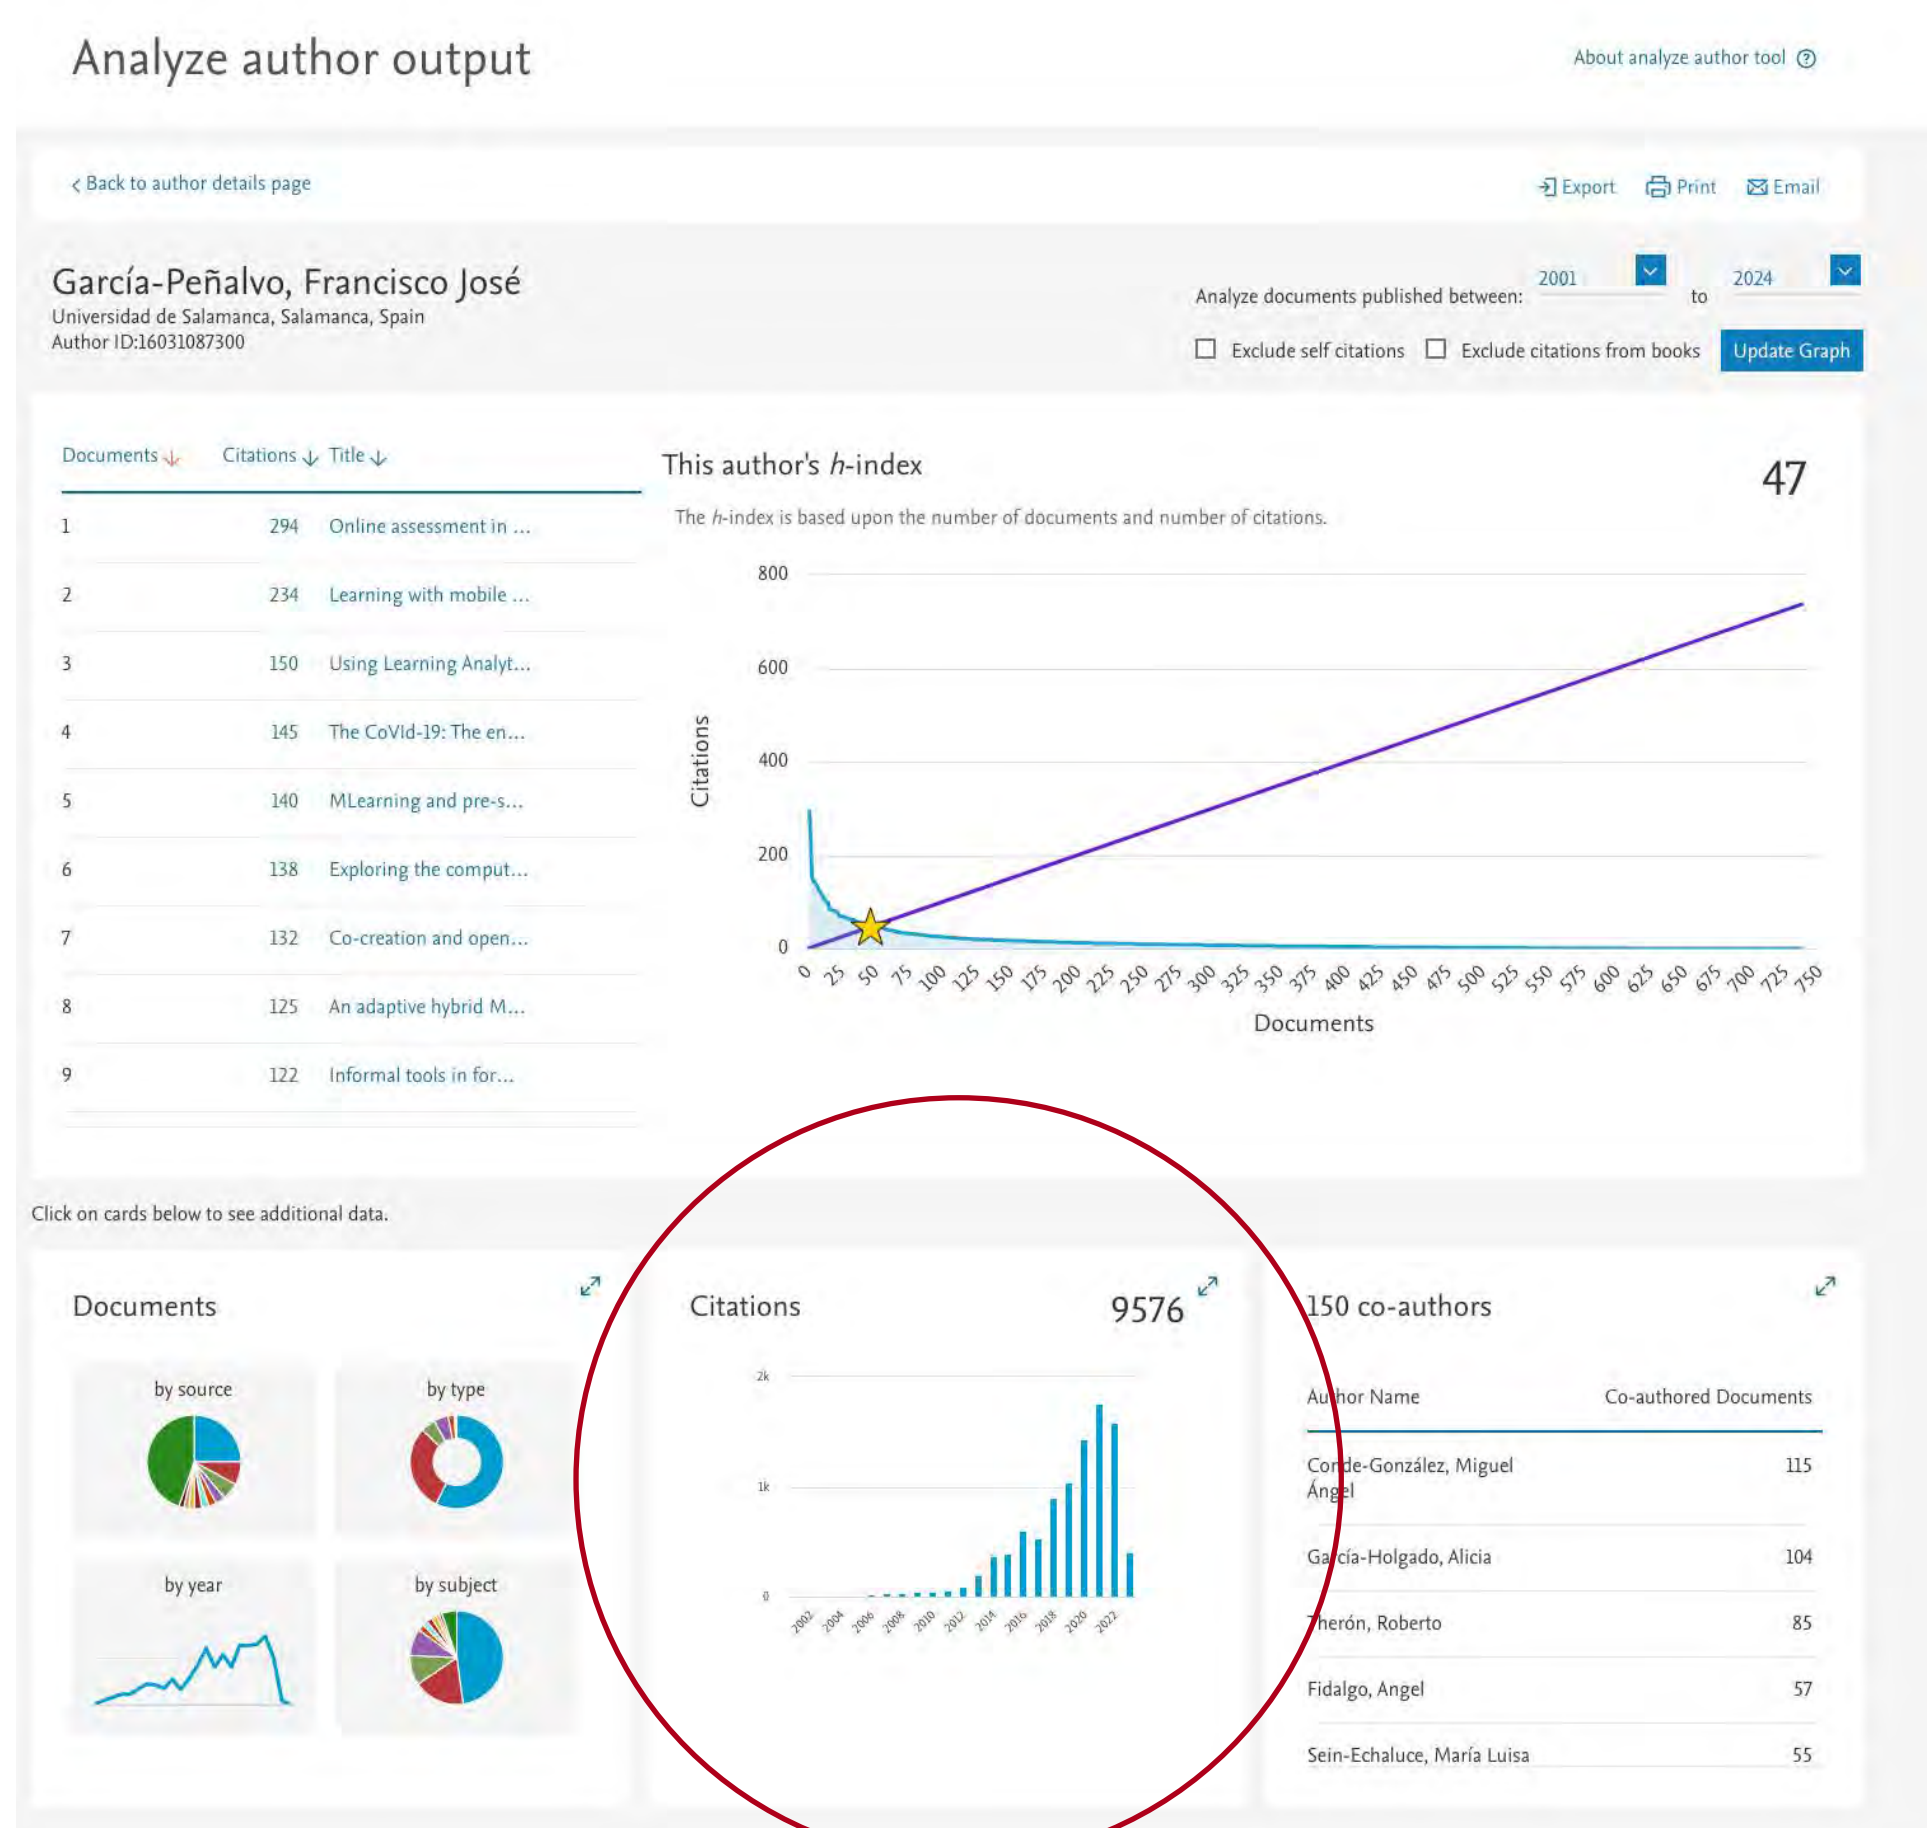 Analyze author output
About analyze author tool
< Back to author details page
Export
Print
Email
García-Peñalvo, Francisco José
Universidad de Salamanca, Salamanca, Spain
Author ID:16031087300
Analyze documents published between:
2001
to
2024
Exclude self citations
Exclude citations from books
Update Graph
Documents Citations Title
1 294 Online assessment in ...
2 234 Learning with mobile ...
3 150 Using Learning Analyt...
4 145 The CoVId-19: The en...
5 140 MLearning and pre-s...
6 138 Exploring the comput...
7 132 Co-creation and open...
8 125 An adaptive hybrid M...
9 122 Informal tools in for...
This author's h-index
47
The h-index is based upon the number of documents and number of citations.
800
600
400
200
0
Citations
0 25 50 75 100 125 150 175 200 225 250 275 300 325 350 375 400 425 450 475 500 525 550 575 600 625 650 675 700 725 750
Documents
Click on cards below to see additional data.
Documents
by source
by type
by year
by subject
Citations
9576
2k
1k
0
2002 2004 2006 2008 2010 2012 2014 2016 2018 2020 2022
150 co-authors
Author Name Co-authored Documents
Conde-González, Miguel
Ángel
115
García-Holgado, Alicia 104
Therón, Roberto 85
Fidalgo, Angel 57
Sein-Echaluce, María Luisa 55